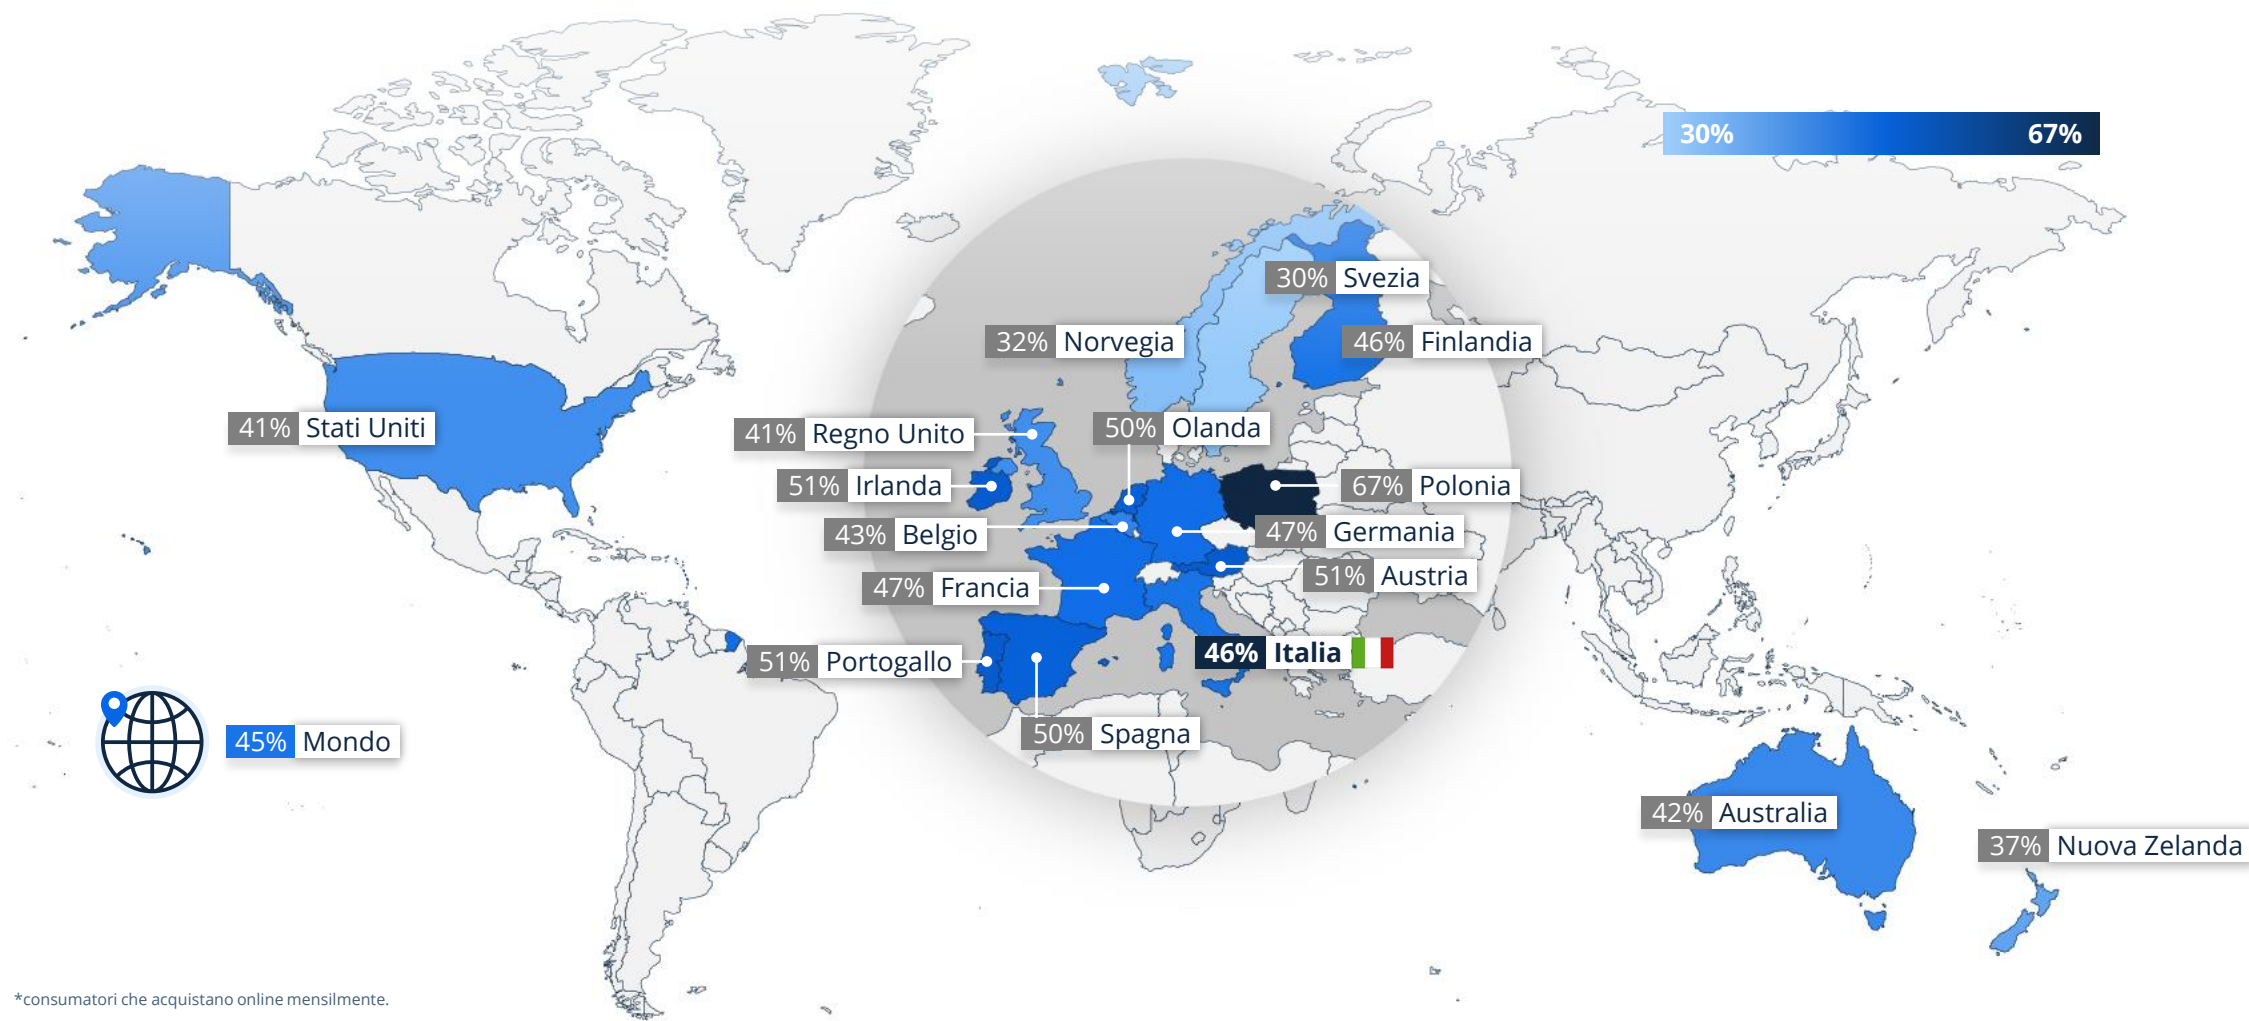 30% 67%
30% Svezia
32% Norvegia
46% Finlandia
41% Stati Uniti
41% Regno Unito
50% Olanda
51% Irlanda
67% Polonia
43% Belgio
47% Germania
47% Francia
51% Austria
51% Portogallo
46% Italia
50% Spagna
45% Mondo
42% Australia
37% Nuova Zelanda
*consumatori che acquistano online mensilmente.